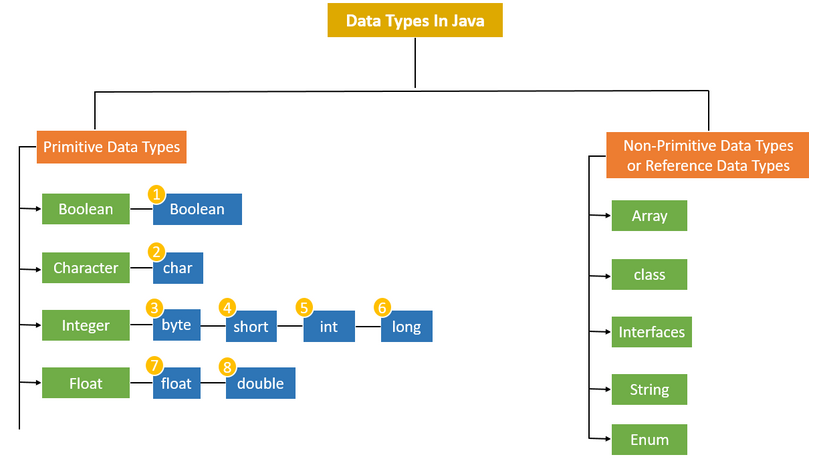 Data Types In Java
Primitive Data Types
Non-Primitive Data Types
or Reference Data Types
1
Boolean
Boolean
2
Character
char
3
4
5
6
Integer
byte
short
int
long
7
8
Float
float
double
Array
class
Interfaces
String
Enum